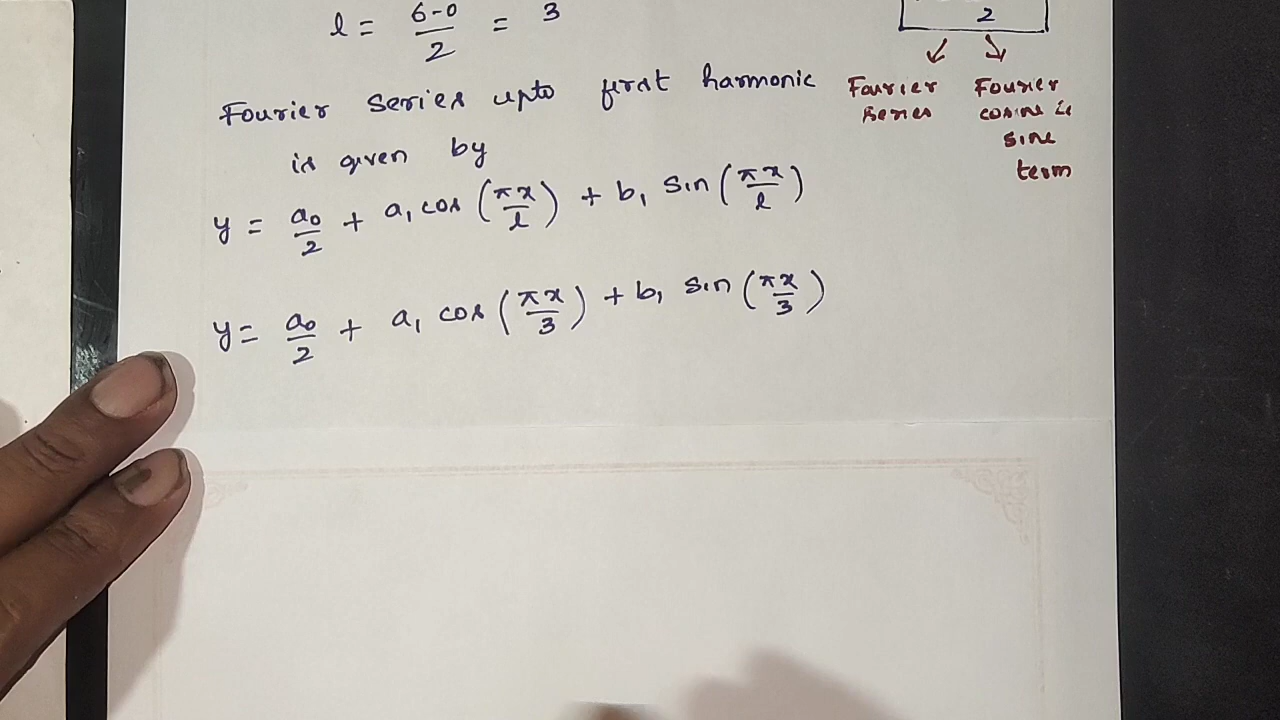 l = 6-0/2 = 3
2
Fourier Series upto first harmonic
is given by
y = a₀/2 + a₁ cos (πx/l) + b₁ sin (πx/l)
y = a₀/2 + a₁ cos (πx/3) + b₁ sin (πx/3)
Fourier
Series
Fourier
cosine &
sine
term